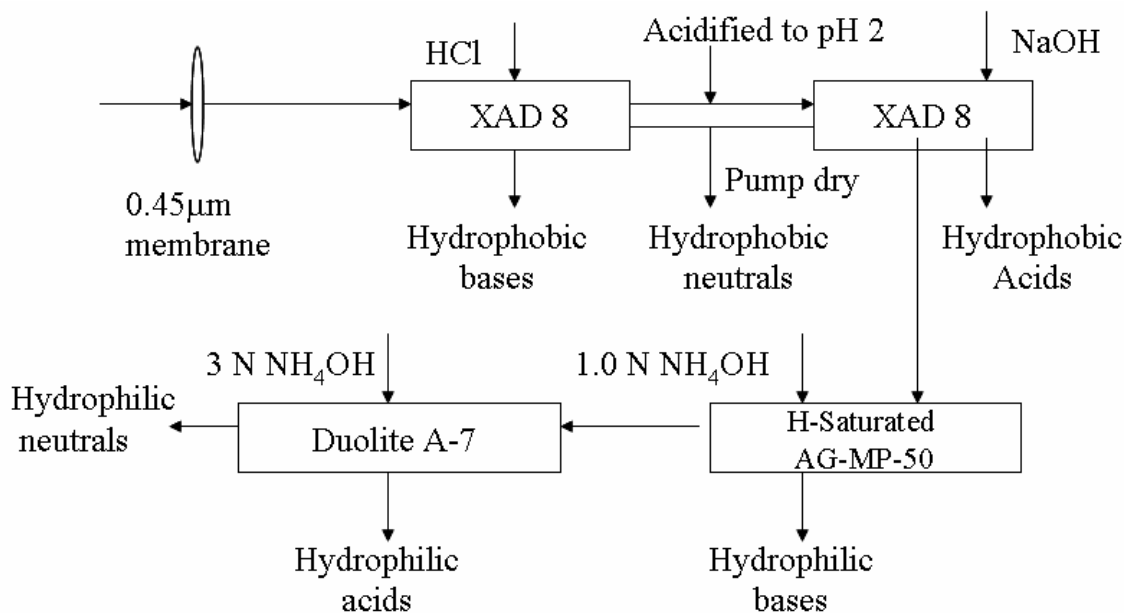 HCl
Acidified to pH 2
NaOH
XAD 8
XAD 8
0.45μm
membrane
Pump dry
Hydrophobic
bases
Hydrophobic
neutrals
Hydrophobic
Acids
3 N NH₄OH
1.0 N NH₄OH
Hydrophilic
neutrals
Duolite A-7
H-Saturated
AG-MP-50
Hydrophilic
acids
Hydrophilic
bases